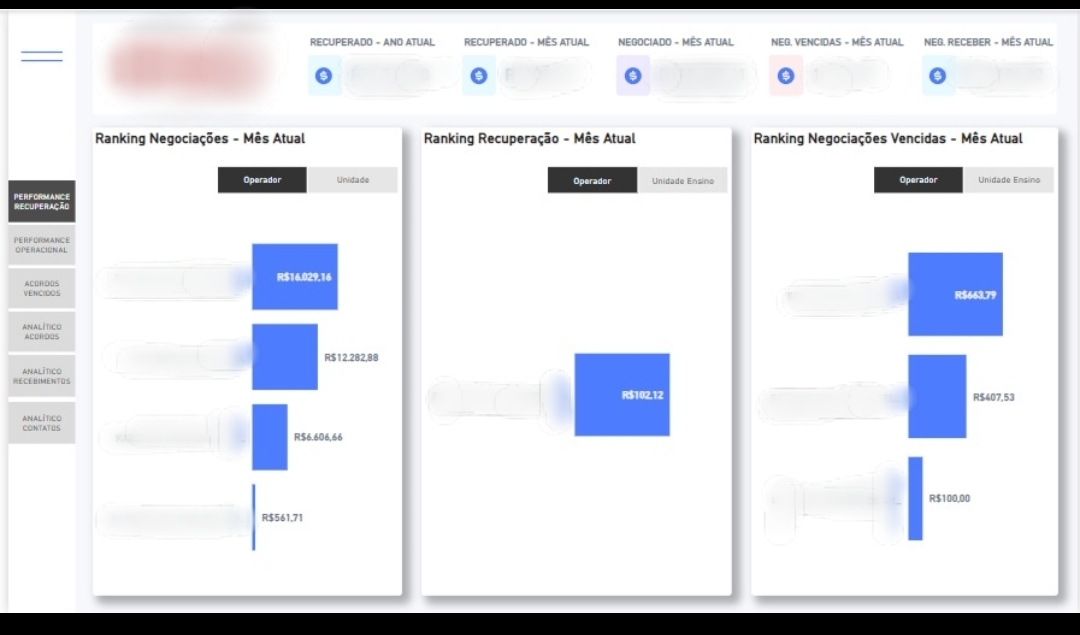 RECUPERADO - ANO ATUAL
RECUPERADO - MÊS ATUAL
NEGOCIADO - MÊS ATUAL
NEG. VENCIDAS - MÊS ATUAL
NEG. RECEBER - MÊS ATUAL
PERFORMANCE
RECUPERAÇÃO
PERFORMANCE
OPERACIONAL
ACORDOS
VENCIDOS
ANALÍTICO
ACORDOS
ANALÍTICO
RECEBIMENTOS
ANALÍTICO
CONTATOS
Ranking Negociações - Mês Atual
Operador
Unidade
R$16.029,16
R$12.282,88
R$6.606,66
R$561,71
Ranking Recuperação - Mês Atual
Operador
Unidade Ensino
R$102,12
Ranking Negociações Vencidas - Mês Atual
Operador
Unidade Ensino
R$663,79
R$407,53
R$100,00